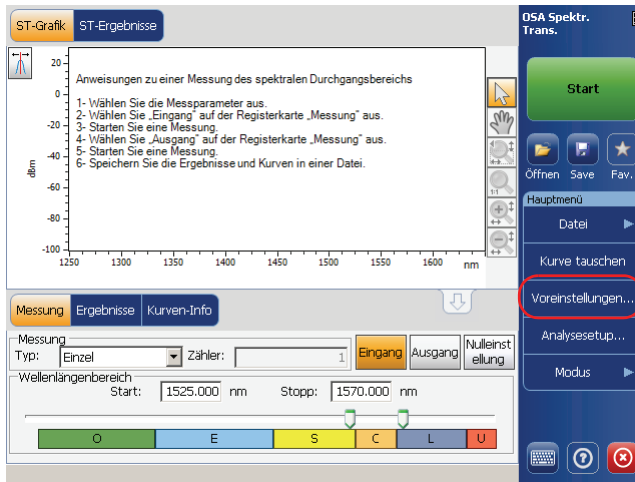 ST-Grafik ST-Ergebnisse
20
0
-20
-40
-60
-80
-100
dBm
Anweisungen zu einer Messung des spektralen Durchgangsbereichs
1- Wählen Sie die Messparameter aus.
2- Wählen Sie „Eingang" auf der Registerkarte „Messung" aus.
3- Starten Sie eine Messung.
4- Wählen Sie „Ausgang" auf der Registerkarte „Messung" aus.
5- Starten Sie eine Messung.
6- Speichern Sie die Ergebnisse und Kurven in einer Datei.
1250 1300 1350 1400 1450 1500 1550 1600 nm
1:1
Messung Ergebnisse Kurven-Info
Messung
Typ: Einzel Zähler: 1 Eingang Ausgang Nulleinst
ellung
Wellenlängenbereich
Start: 1525.000 nm Stopp: 1570.000 nm
O E S C L U
OSA Spektr.
Trans.
Start
Öffnen Save Fav.
Hauptmenü
Datei
Kurve tauschen
Voreinstellungen...
Analysesetup...
Modus